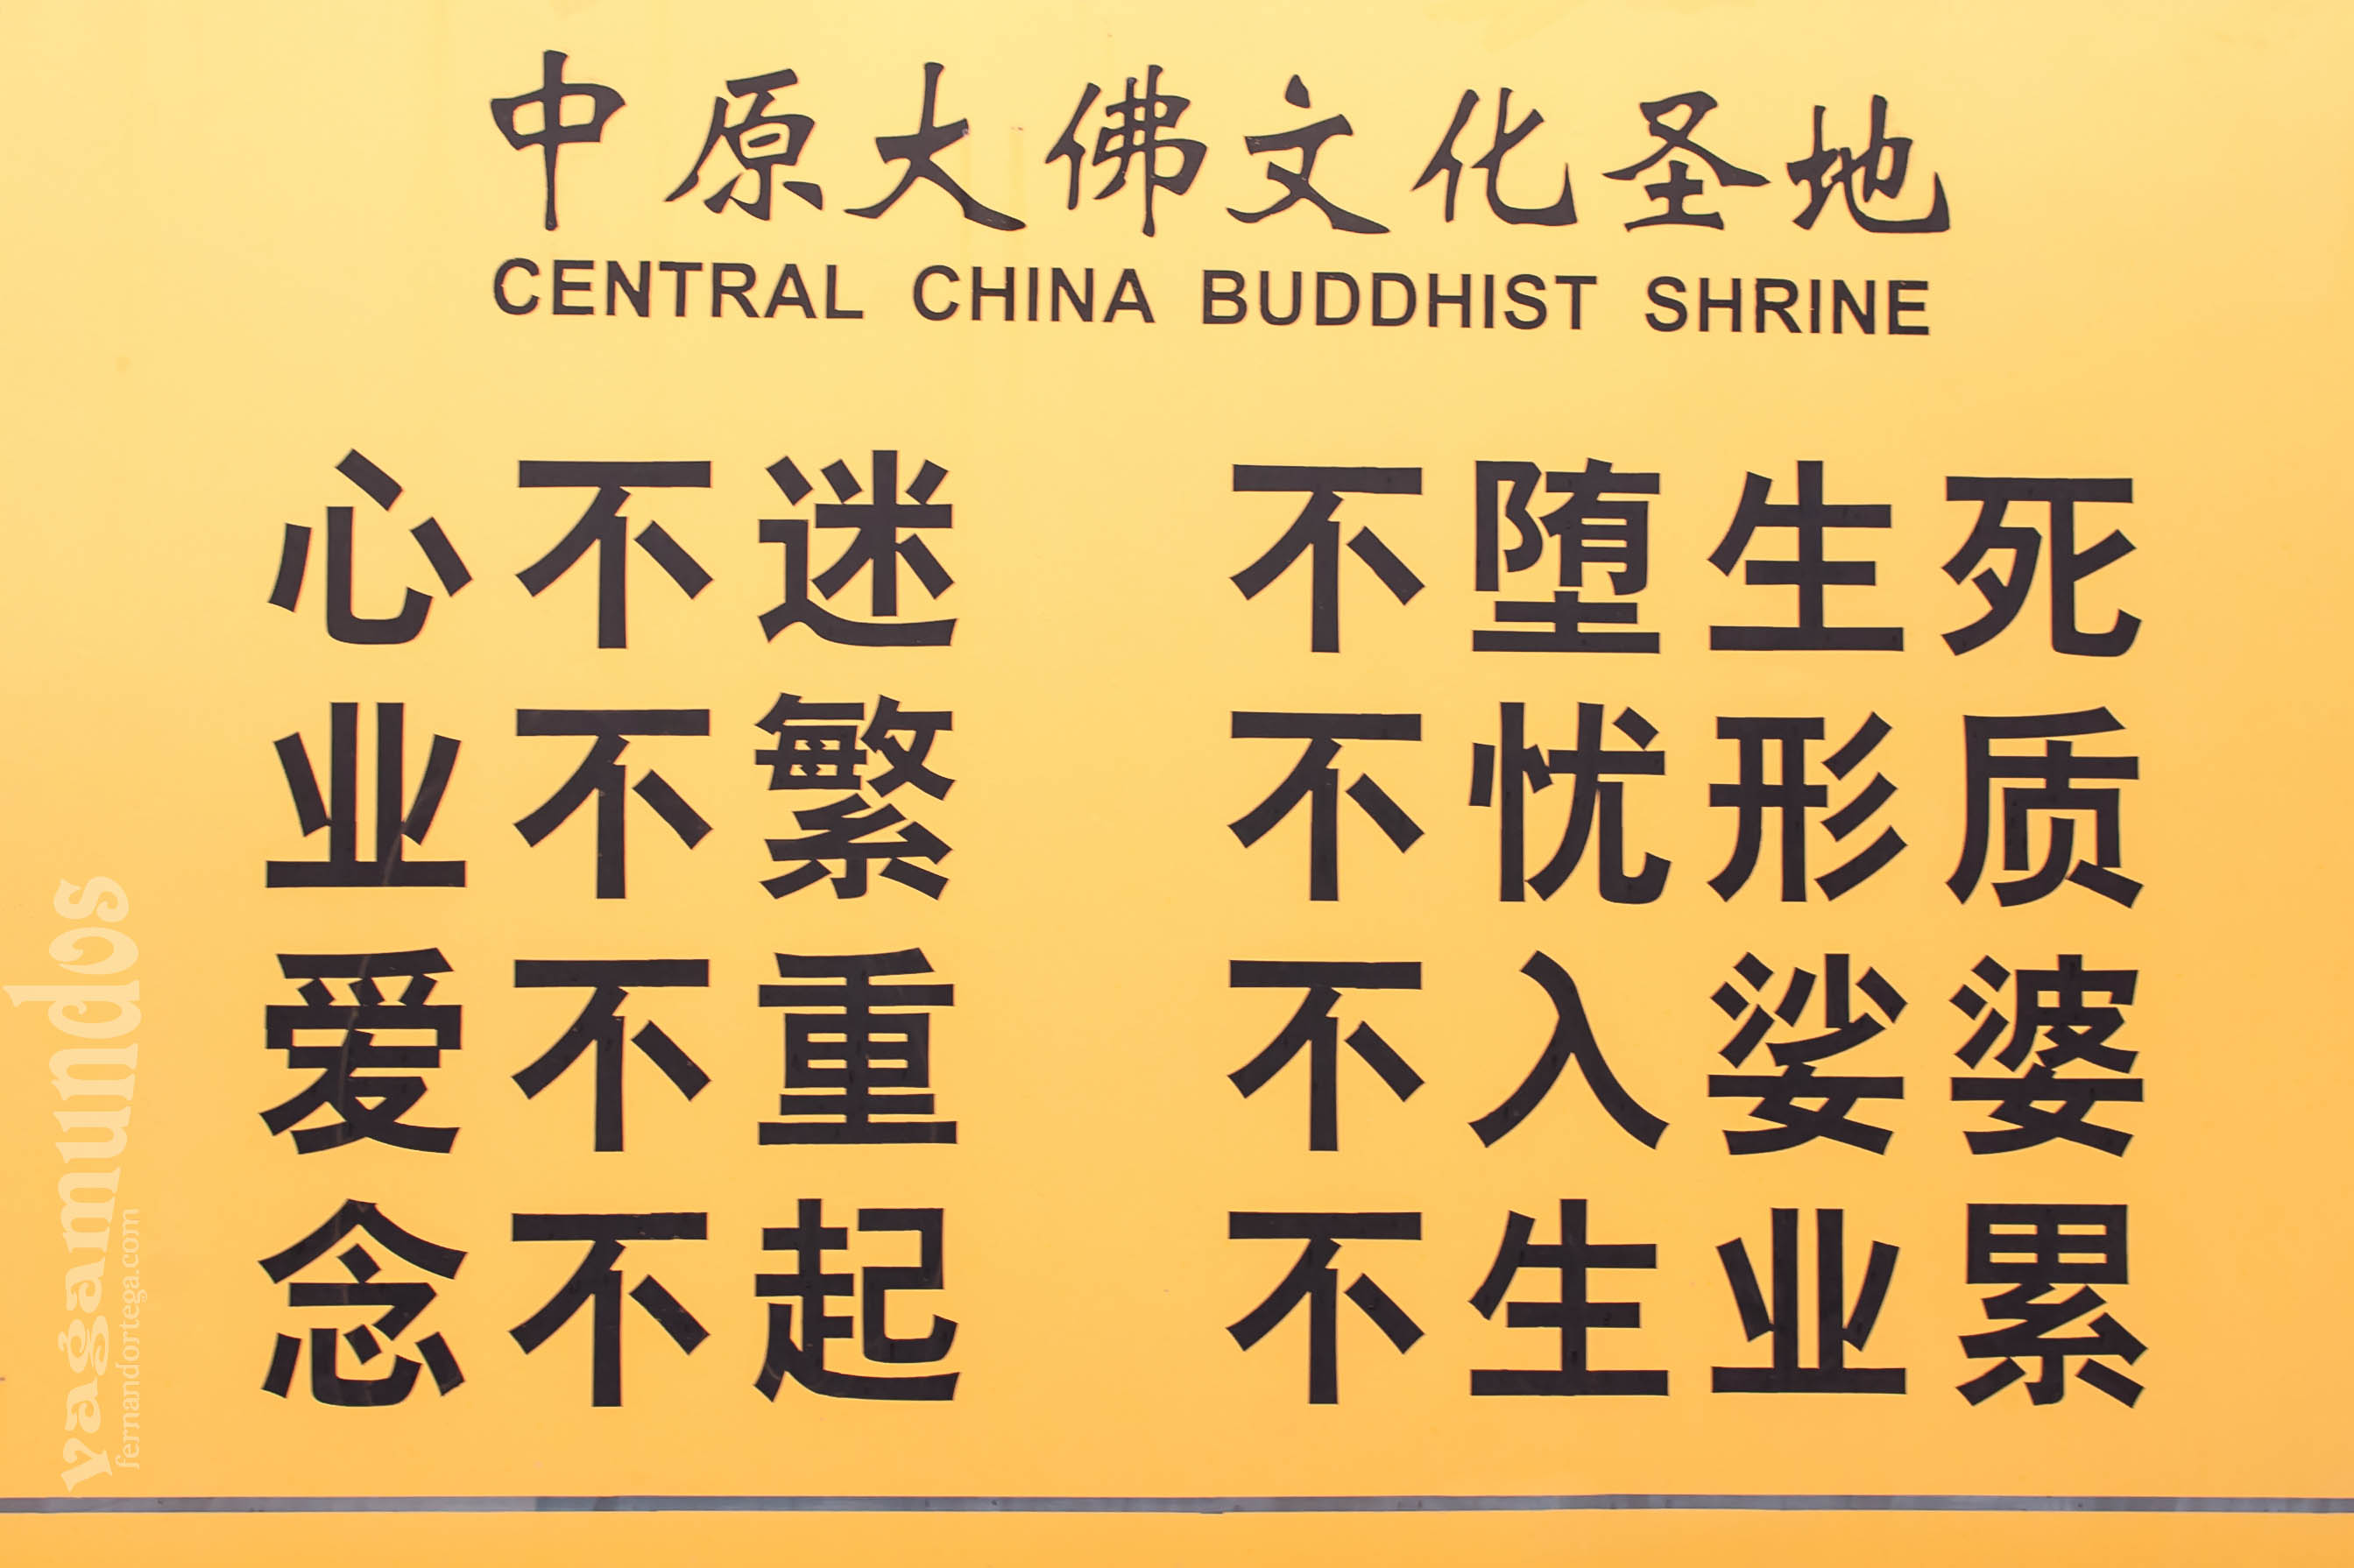 中原大佛文化圣地
CENTRAL CHINA BUDDHIST SHRINE
心不迷 不堕生死
业不繁 不忧形质
爱不重 不入娑婆
念不起 不生业累
vagamundos
fernandortega.com